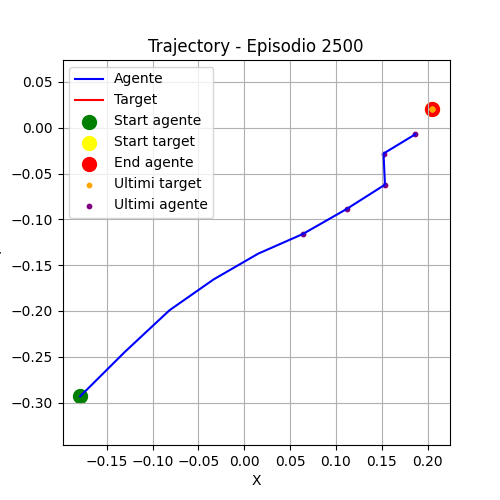 Trajectory - Episodio 2500
Agente
Target
Start agente
Start target
End agente
Ultimi target
Ultimi agente
0.05
0.00
−0.05
−0.10
−0.15
−0.20
−0.25
−0.30
−0.15 −0.10 −0.05 0.00 0.05 0.10 0.15 0.20
X